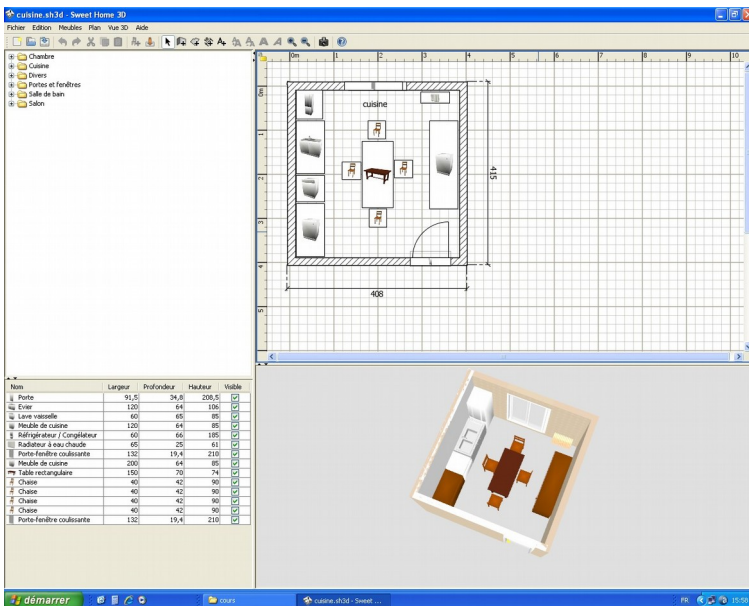 cuisine.sh3d - Sweet Home 3D
Fichier Edition Meubles Plan Vue 3D Aide
Chambre
Cuisine
Divers
Portes et fenêtres
Salle de bain
Salon
0m 1 2 3 4 5 6 7 8 9 10
0m
1
2
3
4
5
cuisine
415
408
Nom Largeur Profondeur Hauteur Visible
Porte 91,5 34,8 208,5
Evier 120 64 106
Lave vaisselle 60 65 85
Meuble de cuisine 120 64 85
Réfrigérateur / Congélateur 60 66 185
Radiateur à eau chaude 65 25 61
Porte-fenêtre coulissante 132 19,4 210
Meuble de cuisine 200 64 85
Table rectangulaire 150 70 74
Chaise 40 42 90
Chaise 40 42 90
Chaise 40 42 90
Chaise 40 42 90
Porte-fenêtre coulissante 132 19,4 210
démarrer cours cuisine.sh3d - Sweet ... FR 15:58